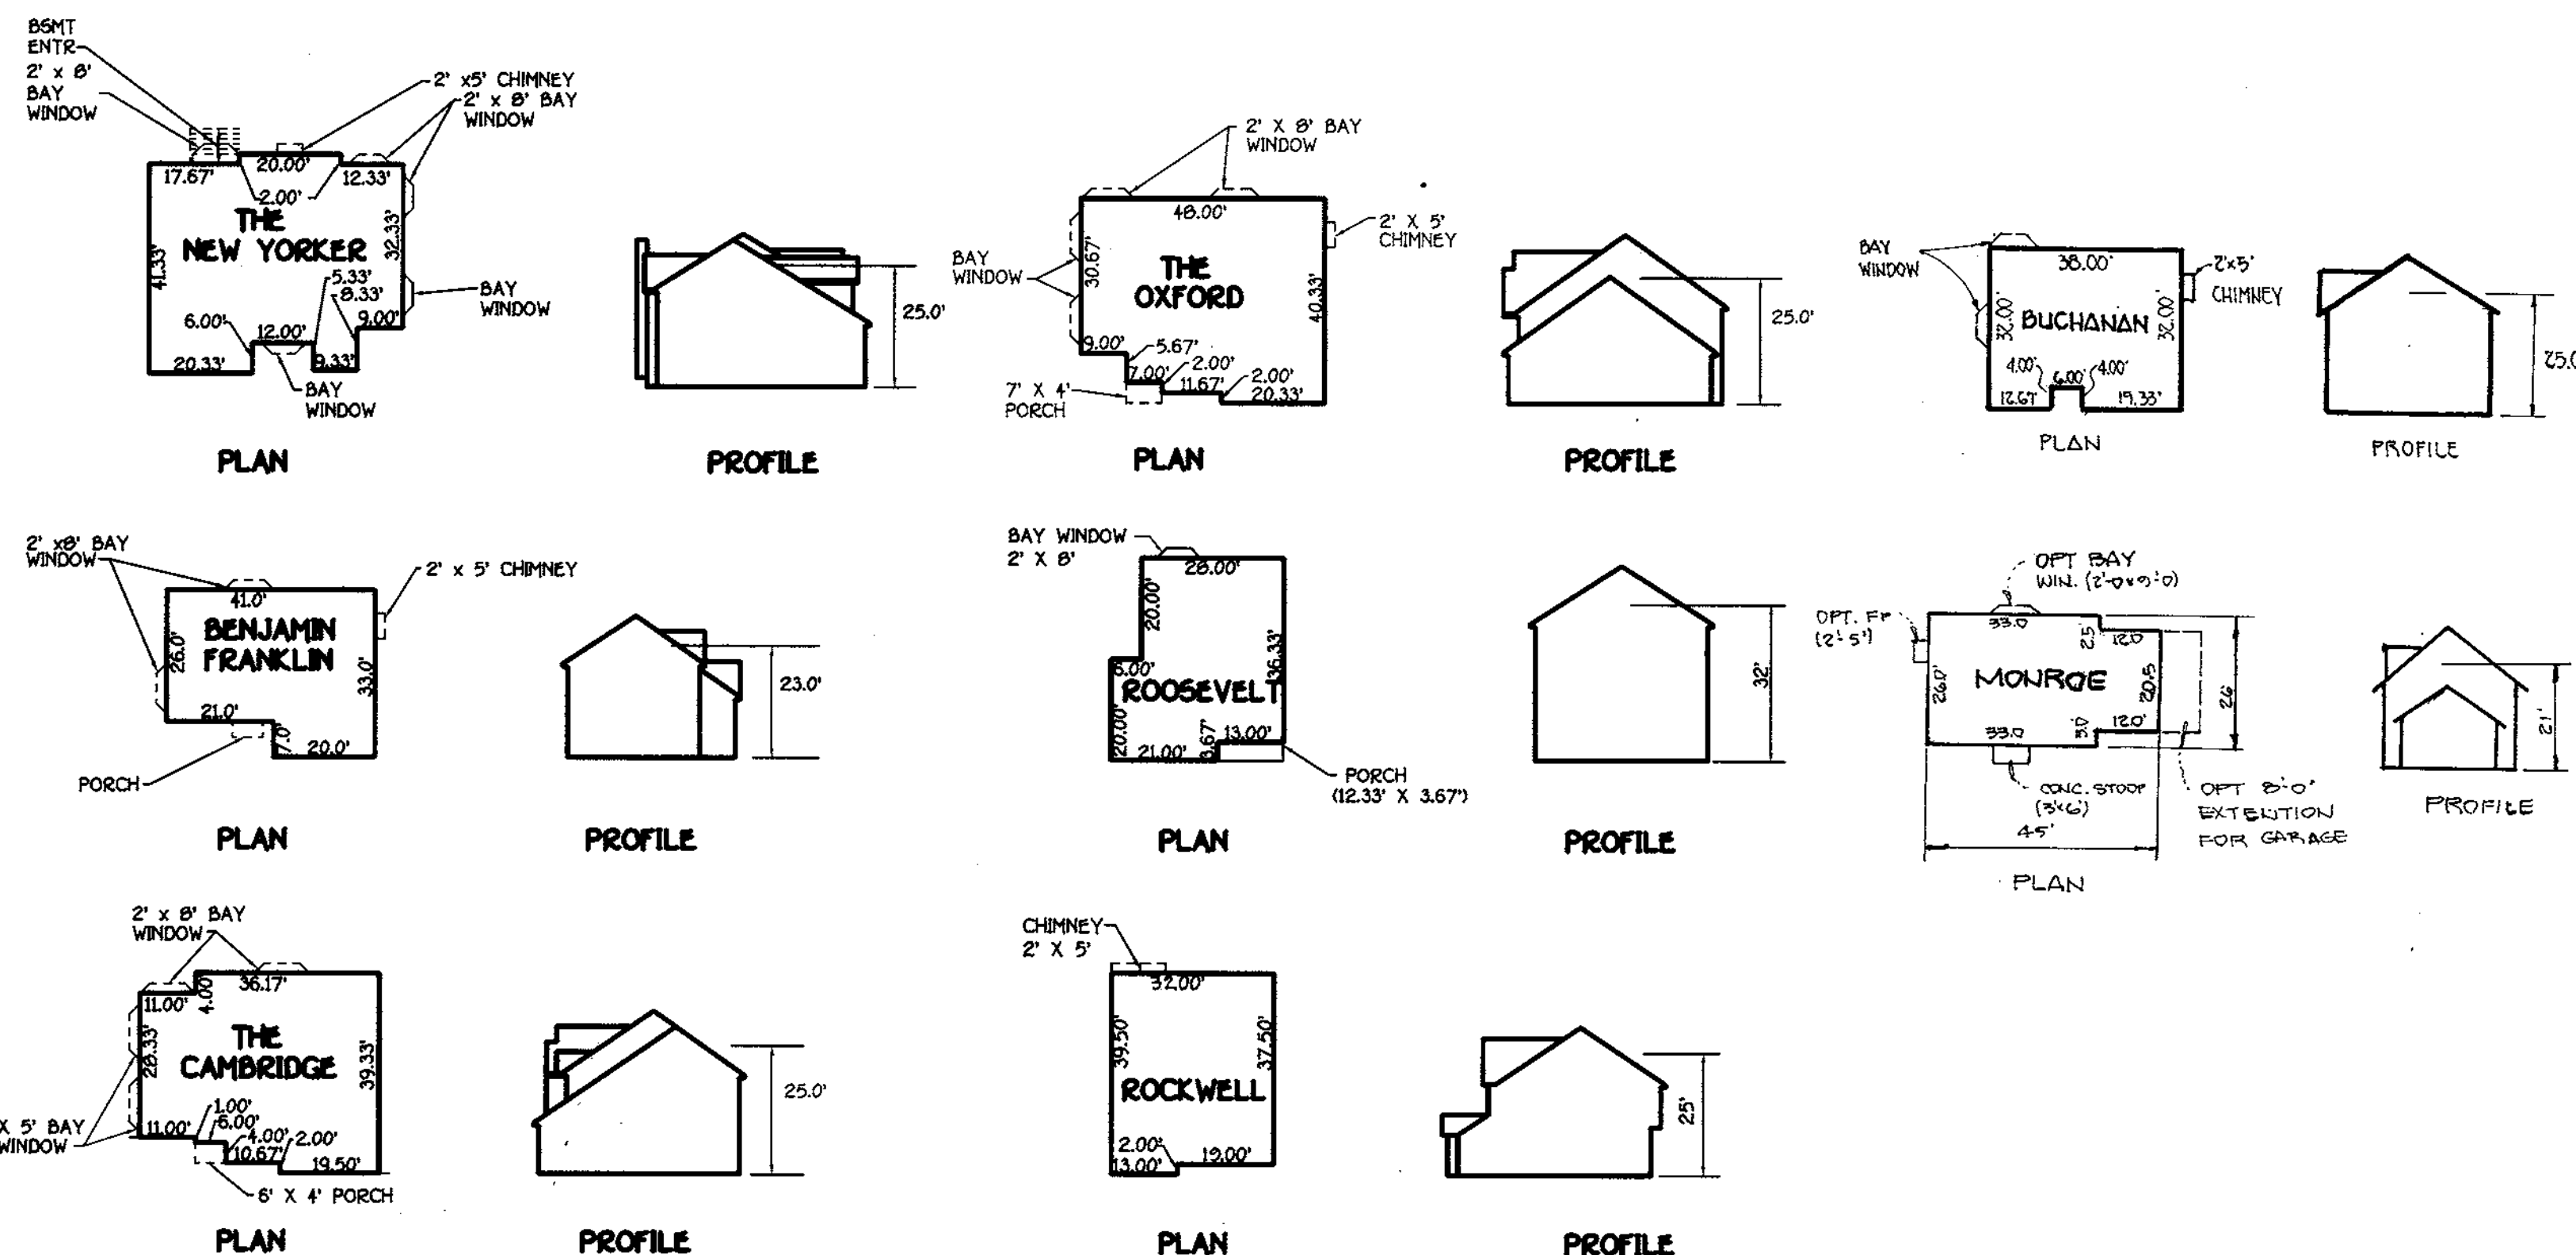 BSMT
ENTR
2' x 8'
BAY
WINDOW
2' x5' CHIMNEY
2' x 8' BAY
WINDOW
17.67'
20.00'
12.33'
2.00'
THE
NEW YORKER
41.33'
32.33'
5.33'
8.33'
6.00'
12.00'
9.00'
20.33'
9.33'
BAY
WINDOW
BAY
WINDOW
PLAN
25.0'
PROFILE
2' X 8' BAY
WINDOW
48.00'
2' X 5'
CHIMNEY
BAY
WINDOW
30.67'
THE
OXFORD
40.33'
9.00'
5.67'
2.00'
7.00'
11.67'
2.00'
20.33'
7' X 4'
PORCH
PLAN
25.0'
PROFILE
BAY
WINDOW
38.00'
2'x5'
CHIMNEY
32.00'
BUCHANAN
32.00'
4.00'
6.00'
4.00'
12.67'
19.33'
PLAN
25.0
PROFILE
2' x8' BAY
WINDOW
2' x 5' CHIMNEY
41.0'
BENJAMIN
FRANKLIN
26.0'
33.0'
21.0'
7.0'
20.0'
PORCH
PLAN
23.0'
PROFILE
BAY WINDOW
2' X 8'
28.00'
20.00'
36.33'
6.00'
ROOSEVELT
20.00'
3.67'
13.00'
21.00'
PORCH
(12.33' X 3.67')
PLAN
32'
PROFILE
OPT BAY
WIN.
OPT. FP
(2'-5')
33.0
2.5
12.0
MONROE
26.0'
20.5
26
33.0
3.0'
12.0'
CONC. STOOP
(3'x6')
45'
OPT 8'-0"
EXTENTION
FOR GARAGE
PLAN
21'
PROFILE
2' x 8' BAY
WINDOW
36.17'
11.00'
4.00'
THE
CAMBRIDGE
28.33'
39.33'
1.00'
6.00'
11.00'
4.00'
2.00'
10.67'
19.50'
X 5' BAY
WINDOW
6' X 4' PORCH
PLAN
25.0'
PROFILE
CHIMNEY
2' X 5'
32.00'
39.50'
37.50'
ROCKWELL
2.00'
13.00'
19.00'
PLAN
25'
PROFILE